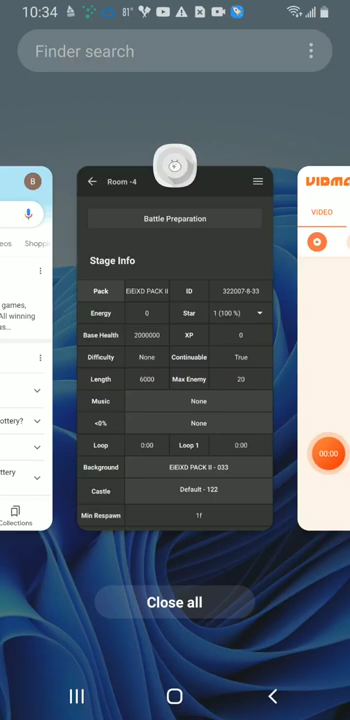 10:34
81°
Finder search
B
Room -4
VIDMA
VIDEO
Battle Preparation
eos Shopp
Stage Info
Pack EiEiXD PACK II ID 322007-8-33
games,
All winning
as...
Energy 0 Star 1 (100 %)
Base Health 2000000 XP 0
Difficulty None Continuable True
Length 6000 Max Enemy 20
Music None
ottery? <0% None
Loop 0:00 Loop 1 0:00
00:00
ttery
Background EiEiXD PACK II - 033
Castle Default - 122
Collections
Min Respawn 1f
Close all